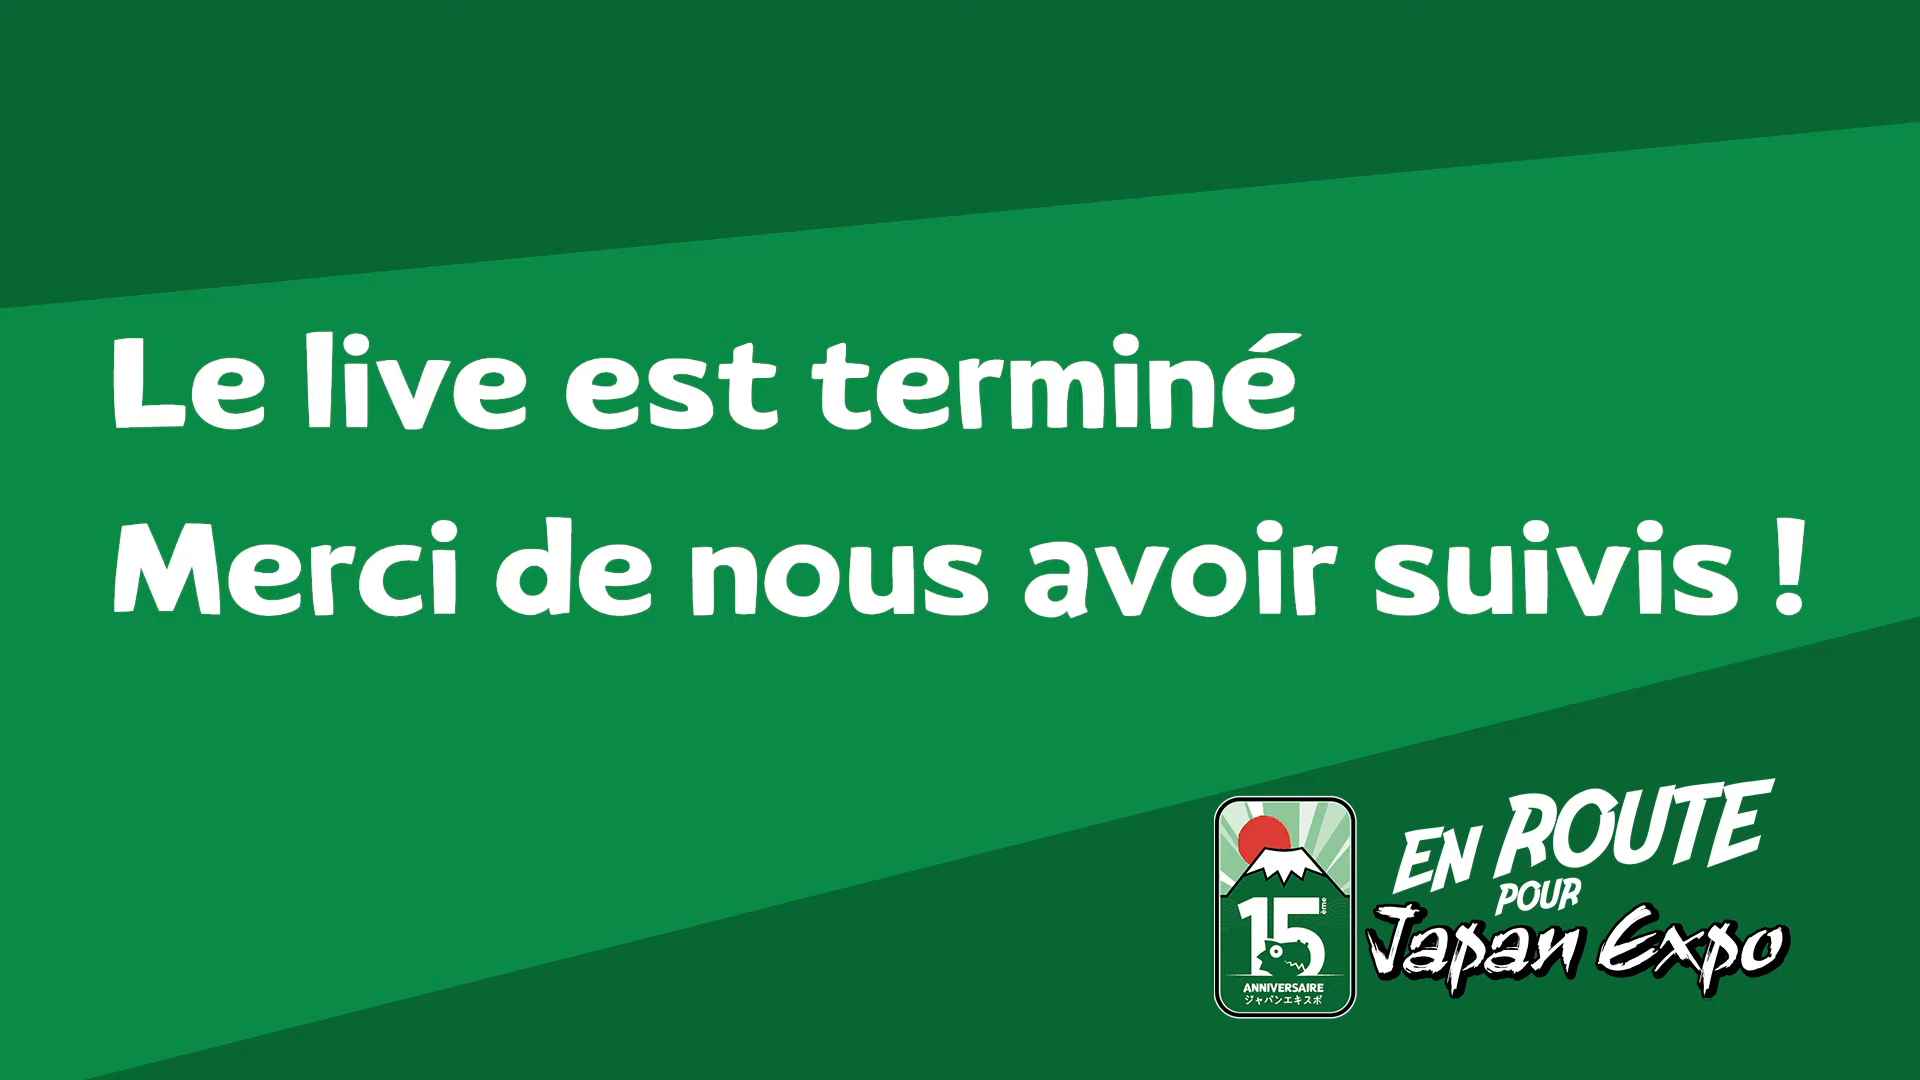 Le live est terminé
Merci de nous avoir suivis !
EN ROUTE
POUR
Japan Expo
15ème
ANNIVERSAIRE
ジャパンエキスポ